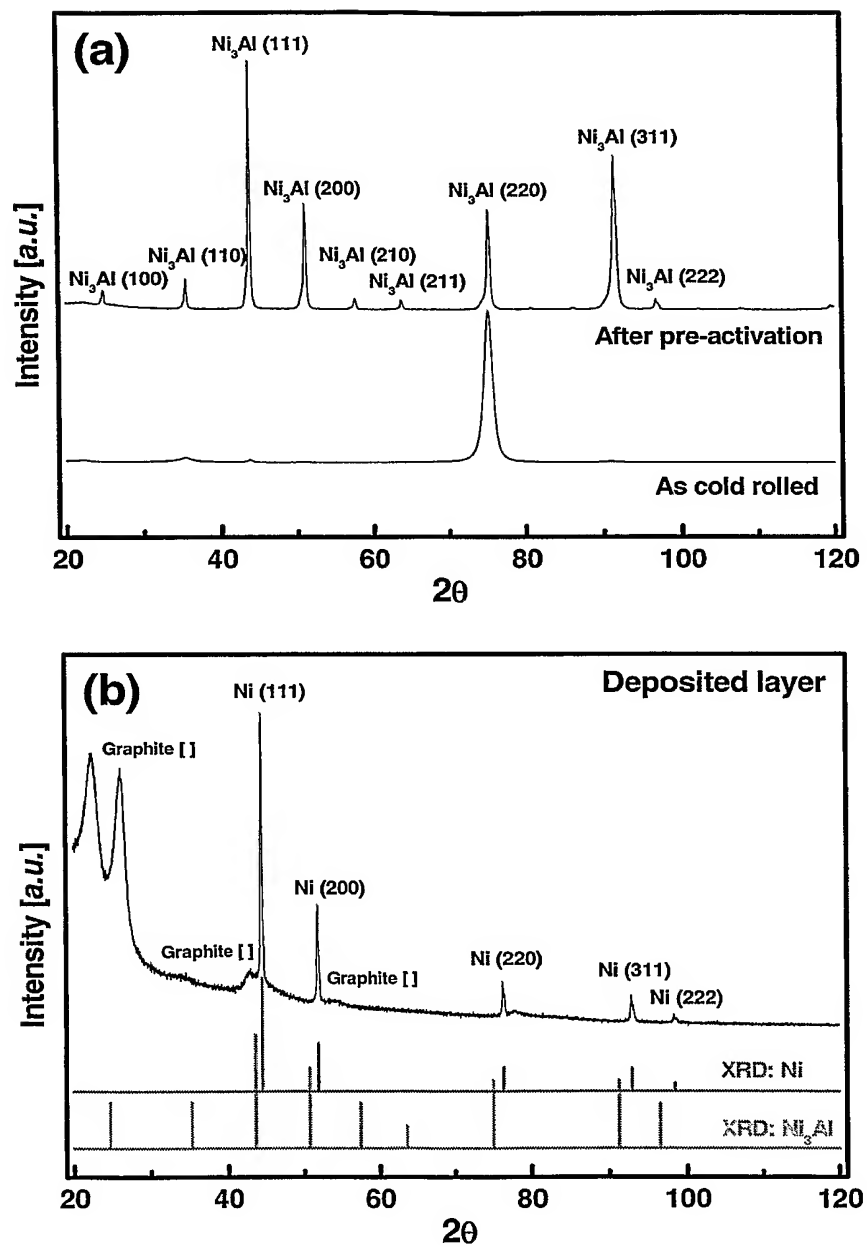 (a)
Ni3Al (111)
Ni3Al (311)
Ni3Al (200)
Ni3Al (220)
Ni3Al (110)
Ni3Al (210)
Ni3Al (100)
Ni3Al (211)
Ni3Al (222)
After pre-activation
As cold rolled
Intensity [a.u.]
20 40 60 80 100 120
2θ
(b)
Ni (111)
Deposited layer
Graphite [ ]
Ni (200)
Graphite [ ]
Graphite [ ]
Ni (220)
Ni (311)
Ni (222)
XRD: Ni
XRD: Ni3Al
Intensity [a.u.]
20 40 60 80 100 120
2θ